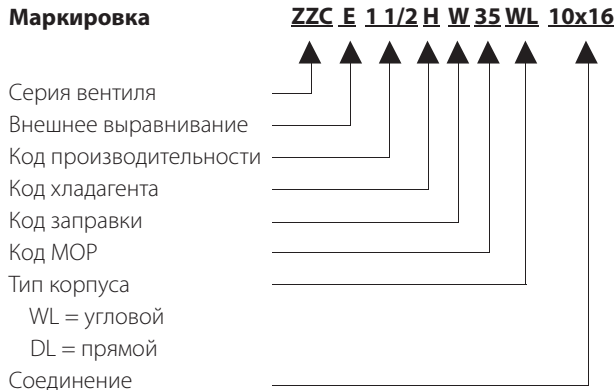 Маркировка ZZC E 1 1/2 H W 35 WL 10x16
Серия вентиля
Внешнее выравнивание
Код производительности
Код хладагента
Код заправки
Код МОР
Тип корпуса
WL = угловой
DL = прямой
Соединение